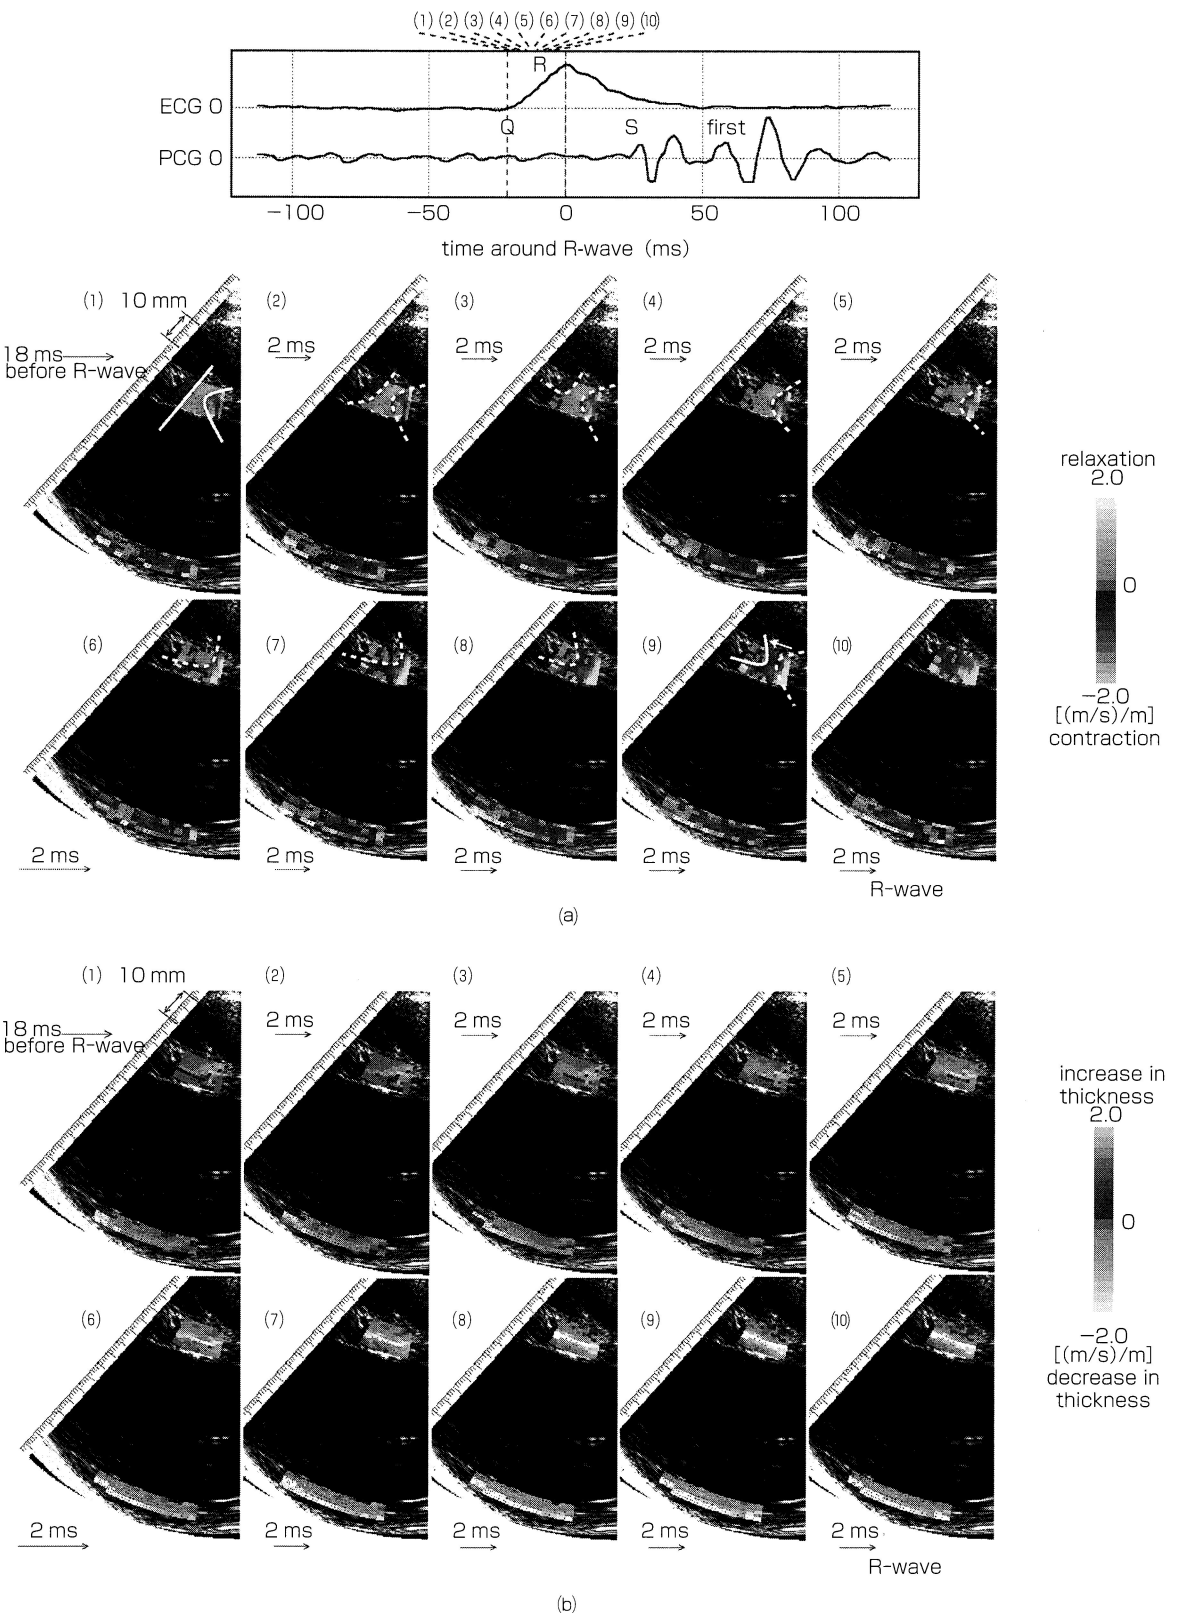 (1) (2) (3) (4) (5) (6) (7) (8) (9) (10)
R
ECG 0
Q S first
PCG 0
−100 −50 0 50 100
time around R-wave (ms)
(1) 10 mm (2) (3) (4) (5)
18 ms 2 ms 2 ms 2 ms 2 ms
before R-wave
relaxation
2.0
0
−2.0
[(m/s)/m]
contraction
(6) (7) (8) (9) (10)
2 ms 2 ms 2 ms 2 ms 2 ms
R-wave
(a)
(1) 10 mm (2) (3) (4) (5)
18 ms 2 ms 2 ms 2 ms 2 ms
before R-wave
increase in
thickness
2.0
0
−2.0
[(m/s)/m]
decrease in
thickness
(6) (7) (8) (9) (10)
2 ms 2 ms 2 ms 2 ms 2 ms
R-wave
(b)